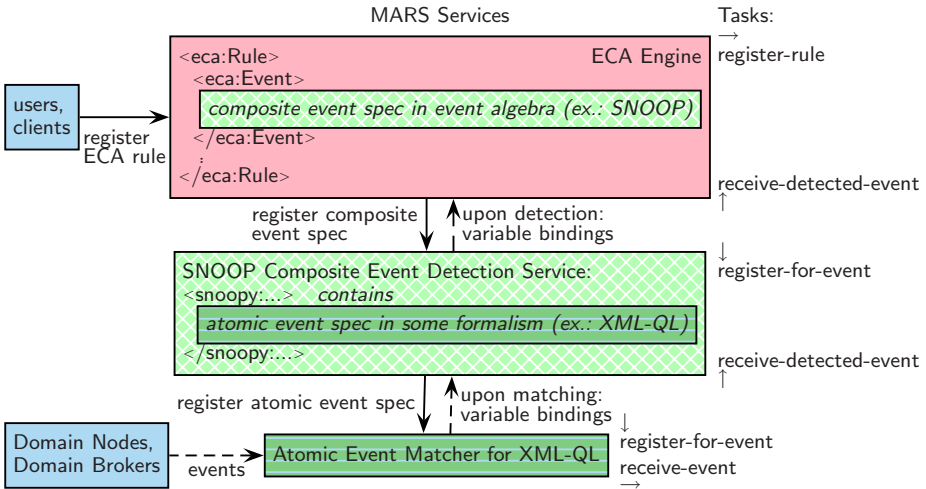 MARS Services
Tasks:
→
register-rule
<eca:Rule>
ECA Engine
<eca:Event>
composite event spec in event algebra (ex.: SNOOP)
</eca:Event>
:
</eca:Rule>
users,
clients
register
ECA rule
receive-detected-event
↑
register composite
event spec
upon detection:
variable bindings
↓
register-for-event
SNOOP Composite Event Detection Service:
<snoopy:...> contains
atomic event spec in some formalism (ex.: XML-QL)
</snoopy:...>
receive-detected-event
↑
register atomic event spec
upon matching:
variable bindings
↓
register-for-event
Domain Nodes,
Domain Brokers
events
Atomic Event Matcher for XML-QL
receive-event
→